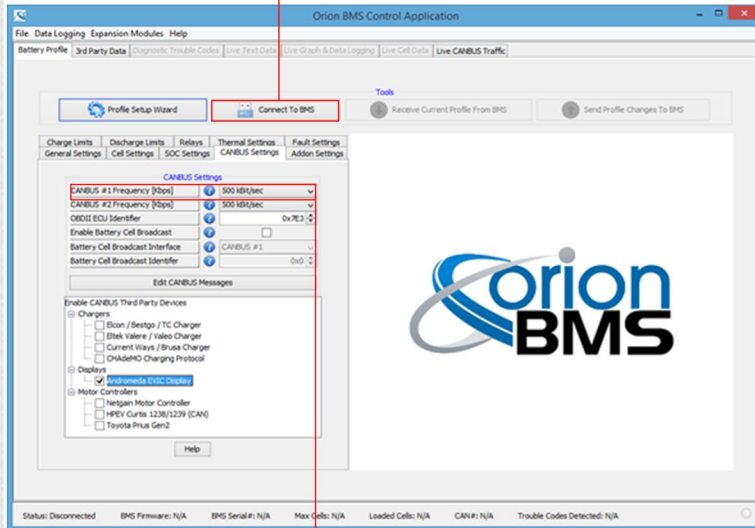 Orion BMS Control Application
File Data Logging Expansion Modules Help
Battery Profile 3rd Party Data Diagnostic Trouble Codes Live Text Data Live Graph & Data Logging Live Cell Data Live CANBUS Traffic
Tools
Profile Setup Wizard Connect To BMS Receive Current Profile From BMS Send Profile Changes To BMS
Charge Limits Discharge Limits Relays Thermal Settings Fault Settings
General Settings Cell Settings SOC Settings CANBUS Settings Addon Settings
CANBUS Settings
CANBUS #1 Frequency [Kbps] ? 500 kBit/sec
CANBUS #2 Frequency [Kbps] ? 500 kBit/sec
OBDII ECU Identifier ? 0x7E3
Enable Battery Cell Broadcast ?
Battery Cell Broadcast Interface ? CANBUS #1
Battery Cell Broadcast Identifer ? 0x0
Edit CANBUS Messages
Enable CANBUS Third Party Devices
Chargers
Elcon / Bestgo / TC Charger
Eltek Valere / Valeo Charger
Current Ways / Brusa Charger
CHAdeMO Charging Protocol
Displays
Andromeda EVIC Display
Motor Controllers
Netgain Motor Controller
HPEV Curtis 1238/1239 (CAN)
Toyota Prius Gen2
Help
orion
BMS
Status: Disconnected BMS Firmware: N/A BMS Serial#: N/A Max Cells: N/A Loaded Cells: N/A CAN#: N/A Trouble Codes Detected: N/A